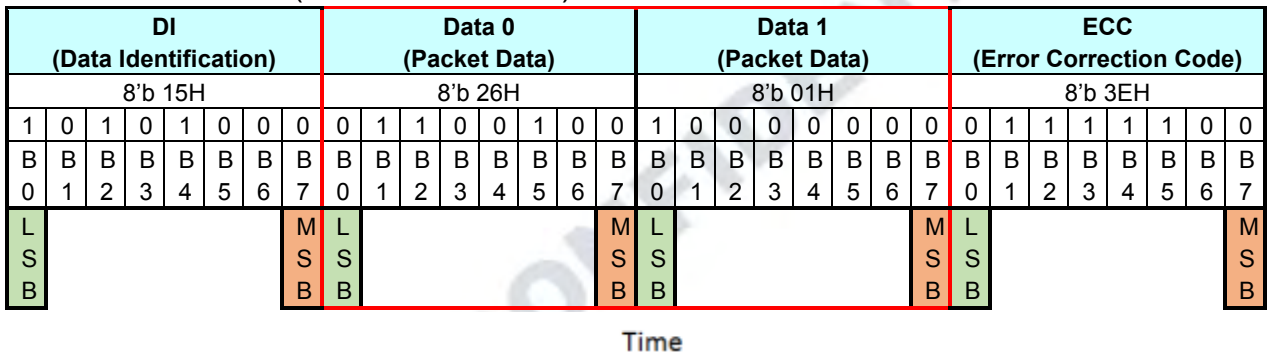 DI Data 0 Data 1 ECC
(Data Identification) (Packet Data) (Packet Data) (Error Correction Code)
8’b 15H 8’b 26H 8’b 01H 8’b 3EH
1 0 1 0 1 0 0 0 0 1 1 0 0 1 0 0 1 0 0 0 0 0 0 0 0 1 1 1 1 1 0 0
B B B B B B B B B B B B B B B B B B B B B B B B B B B B B B B B
0 1 2 3 4 5 6 7 0 1 2 3 4 5 6 7 0 1 2 3 4 5 6 7 0 1 2 3 4 5 6 7
L M L M L M L M
S S S S S S S S
B B B B B B B B
Time